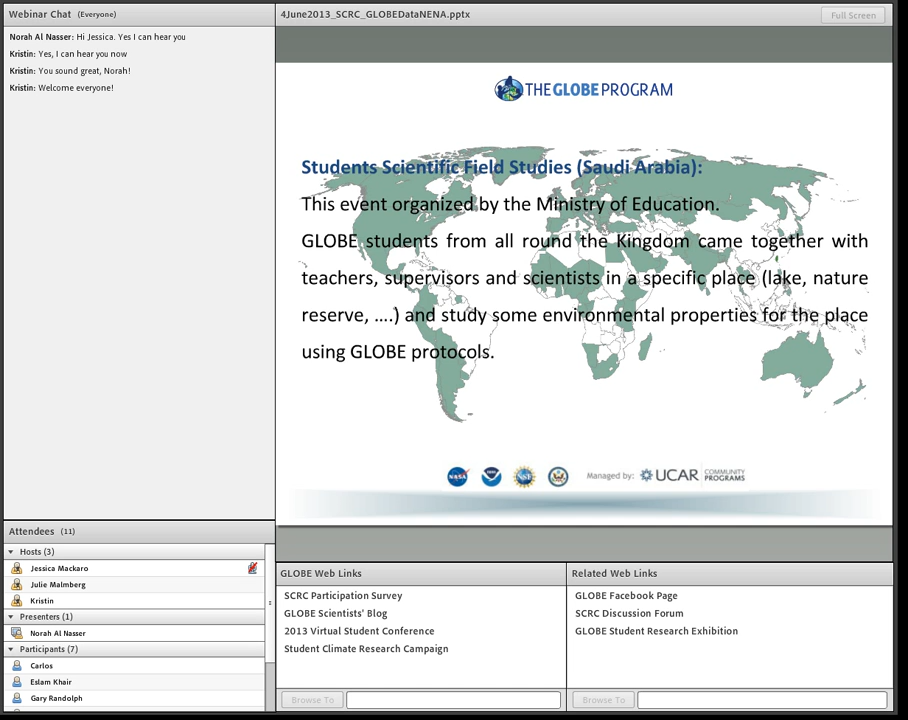 Webinar Chat (Everyone)
Norah Al Nasser: Hi Jessica. Yes I can hear you
Kristin: Yes, I can hear you now
Kristin: You sound great, Norah!
Kristin: Welcome everyone!
4June2013_SCRC_GLOBEDataNENA.pptx
Full Screen
THE GLOBE PROGRAM
Students Scientific Field Studies (Saudi Arabia):
This event organized by the Ministry of Education.
GLOBE students from all round the Kingdom came together with
teachers, supervisors and scientists in a specific place (lake, nature
reserve, ....) and study some environmental properties for the place
using GLOBE protocols.
NASA
NSF
Managed by: UCAR COMMUNITY
PROGRAMS
Attendees (11)
Hosts (3)
Jessica Mackaro
Julie Malmberg
Kristin
Presenters (1)
Norah Al Nasser
Participants (7)
Carlos
Eslam Khair
Gary Randolph
GLOBE Web Links
SCRC Participation Survey
GLOBE Scientists' Blog
2013 Virtual Student Conference
Student Climate Research Campaign
Browse To
Related Web Links
GLOBE Facebook Page
SCRC Discussion Forum
GLOBE Student Research Exhibition
Browse To